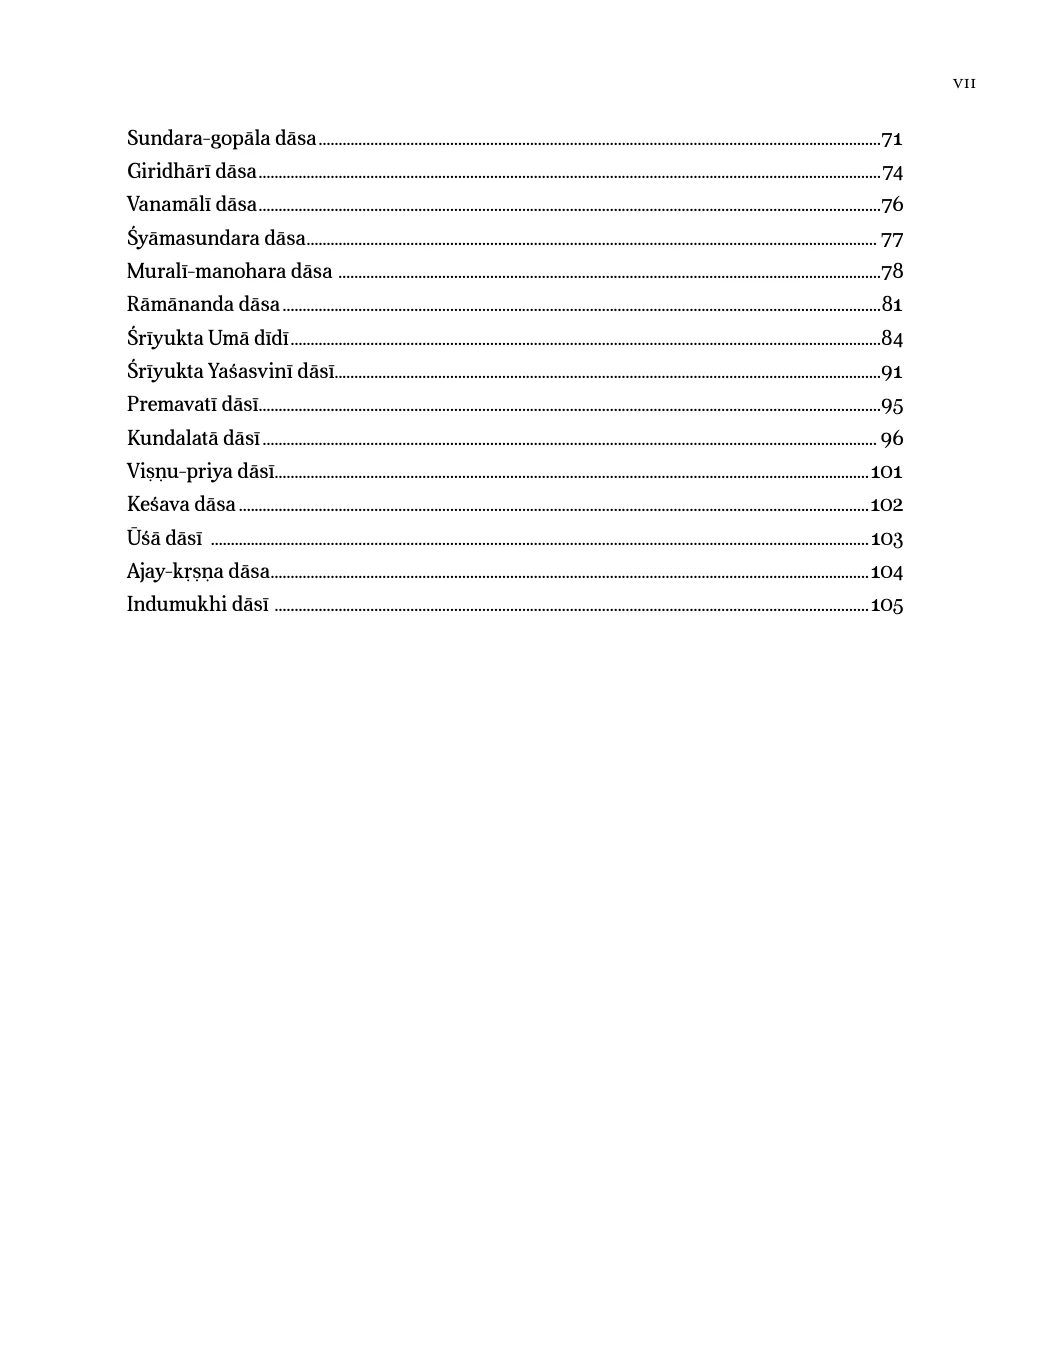 VII
Sundara-gopāla dāsa....................71
Giridhārī dāsa....................74
Vanamālī dāsa....................76
Śyāmasundara dāsa.................... 77
Muralī-manohara dāsa ....................78
Rāmānanda dāsa....................81
Śrīyukta Umā dīdī....................84
Śrīyukta Yaśasvinī dāsī....................91
Premavatī dāsī....................95
Kundalatā dāsī.................... 96
Viṣṇu-priya dāsī....................101
Keśava dāsa....................102
Ūśā dāsī ....................103
Ajay-kṛṣṇa dāsa....................104
Indumukhi dāsī ....................105